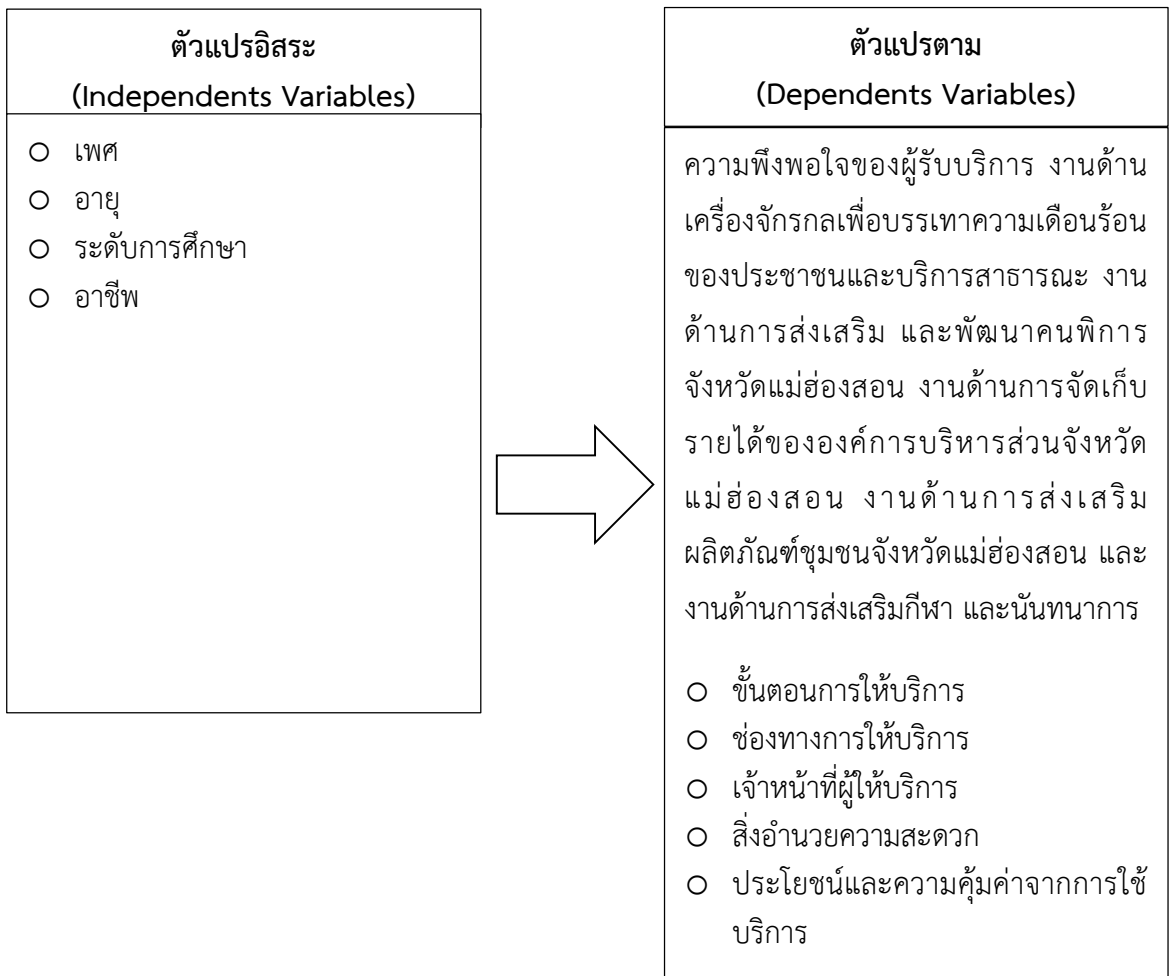 ตัวแปรอิสระ
(Independents Variables)
○ เพศ
○ อายุ
○ ระดับการศึกษา
○ อาชีพ
ตัวแปรตาม
(Dependents Variables)
ความพึงพอใจของผู้รับบริการ งานด้าน
เครื่องจักรกลเพื่อบรรเทาความเดือนร้อน
ของประชาชนและบริการสาธารณะ งาน
ด้านการส่งเสริม และพัฒนาคนพิการ
จังหวัดแม่ฮ่องสอน งานด้านการจัดเก็บ
รายได้ขององค์การบริหารส่วนจังหวัด
แม่ฮ่องสอน งานด้านการส่งเสริม
ผลิตภัณฑ์ชุมชนจังหวัดแม่ฮ่องสอน และ
งานด้านการส่งเสริมกีฬา และนันทนาการ
○ ขั้นตอนการให้บริการ
○ ช่องทางการให้บริการ
○ เจ้าหน้าที่ผู้ให้บริการ
○ สิ่งอำนวยความสะดวก
○ ประโยชน์และความคุ้มค่าจากการใช้
บริการ